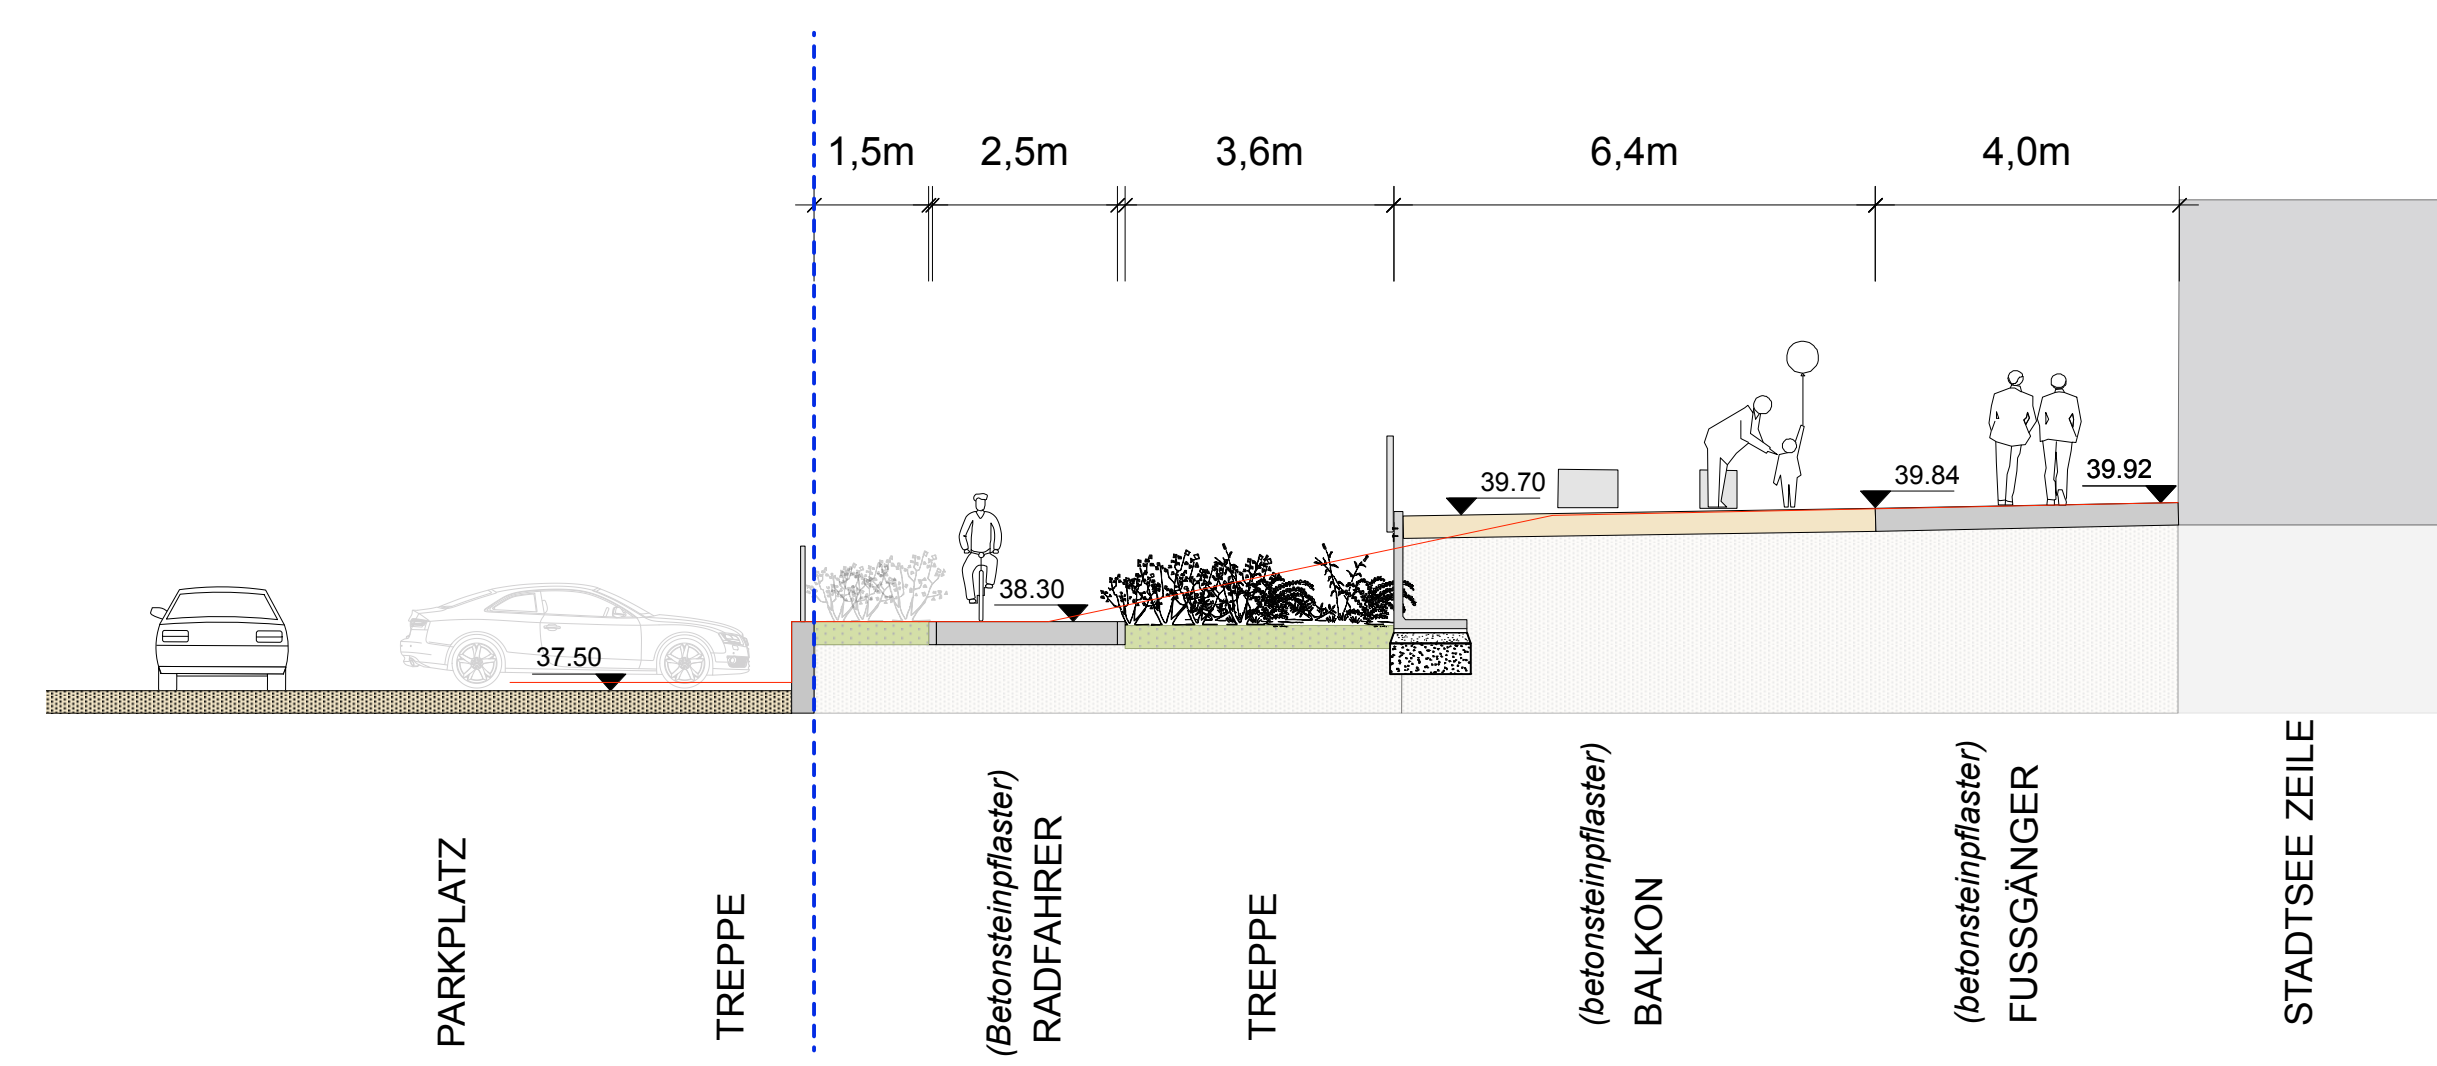 1,5m
2,5m
3,6m
6,4m
4,0m
39.70
39.84
39.92
38.30
37.50
PARKPLATZ
TREPPE
(Betonsteinpflaster)
RADFAHRER
TREPPE
(betonsteinpflaster)
BALKON
(betonsteinpflaster)
FUSSGÄNGER
STADTSEE ZEILE